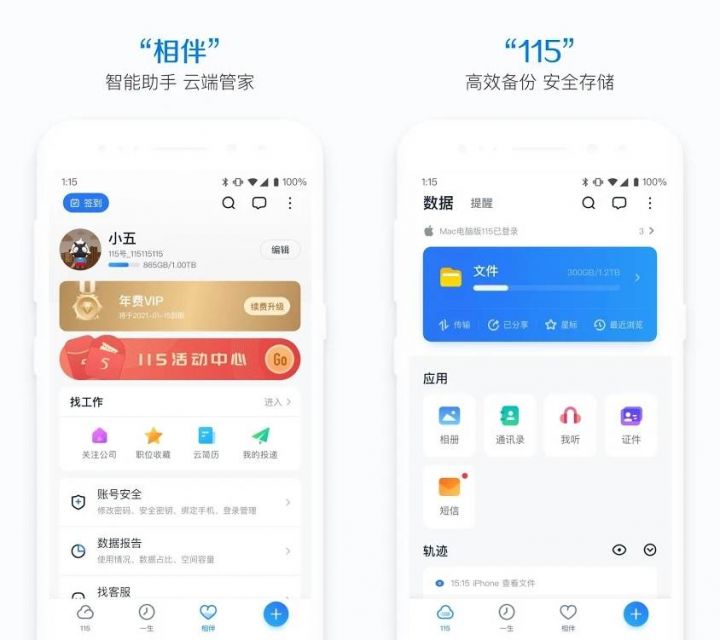 “相伴”
智能助手 云端管家
1:15
100%
签到
小五
115号_115115115
865GB/1.00TB
编辑
年费VIP
将于2021-01-15到期
续费升级
115活动中心
Go
找工作
进入
关注公司
职位收藏
云简历
我的投递
账号安全
修改密码、安全密钥、绑定手机、登录管理
数据报告
使用情况、数据占比、空间容量
找客服
115
一生
相伴
“115”
高效备份 安全存储
1:15
100%
数据
提醒
Mac电脑版115已登录
3
文件
300GB/1.2TB
传输
已分享
星标
最近浏览
应用
相册
通讯录
我听
证件
短信
轨迹
15:15 iPhone 查看文件
115
一生
相伴